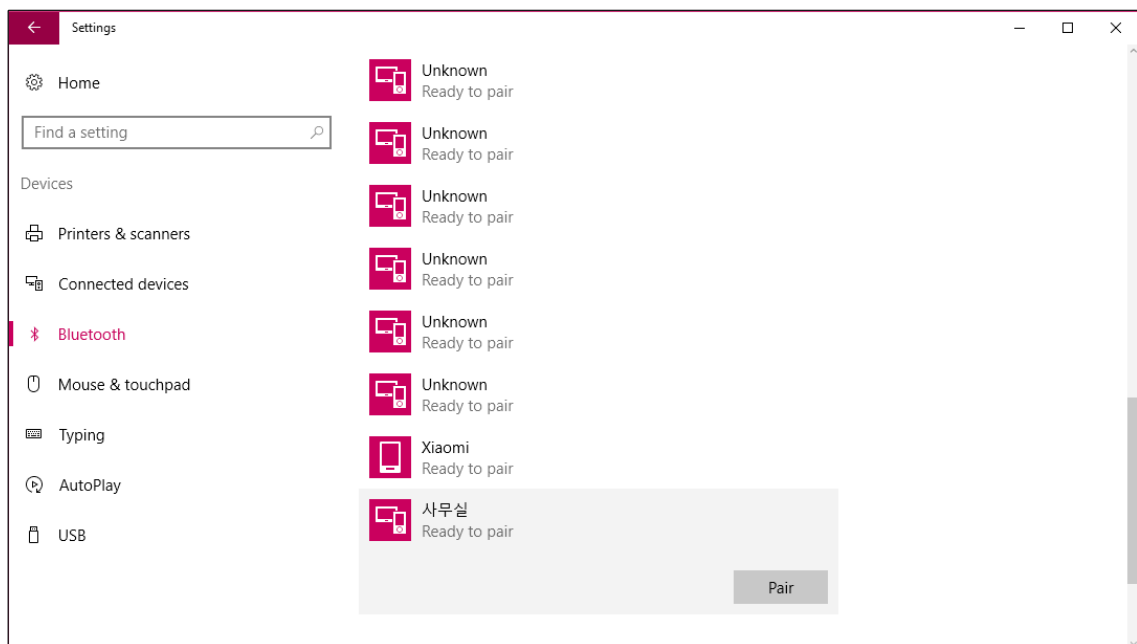 Settings
Home
Find a setting
Devices
Printers & scanners
Connected devices
Bluetooth
Mouse & touchpad
Typing
AutoPlay
USB
Unknown
Ready to pair
Unknown
Ready to pair
Unknown
Ready to pair
Unknown
Ready to pair
Unknown
Ready to pair
Unknown
Ready to pair
Xiaomi
Ready to pair
사무실
Ready to pair
Pair